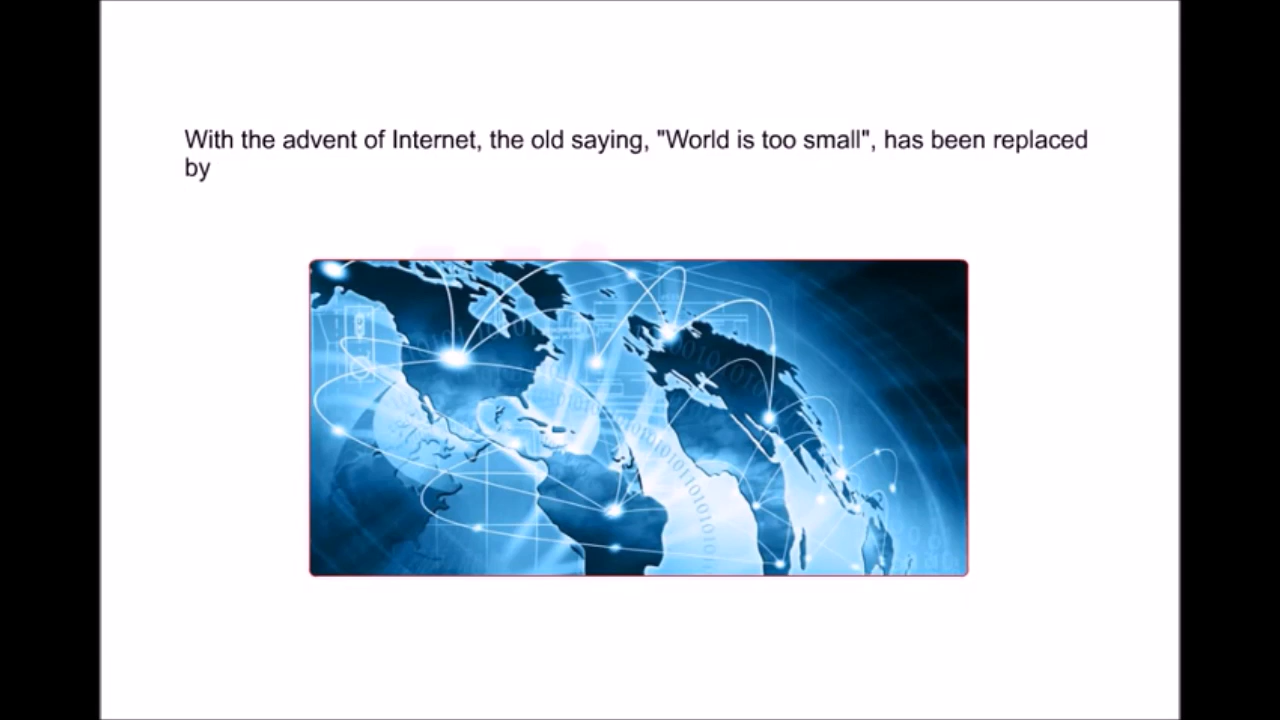 With the advent of Internet, the old saying, "World is too small", has been replaced
by